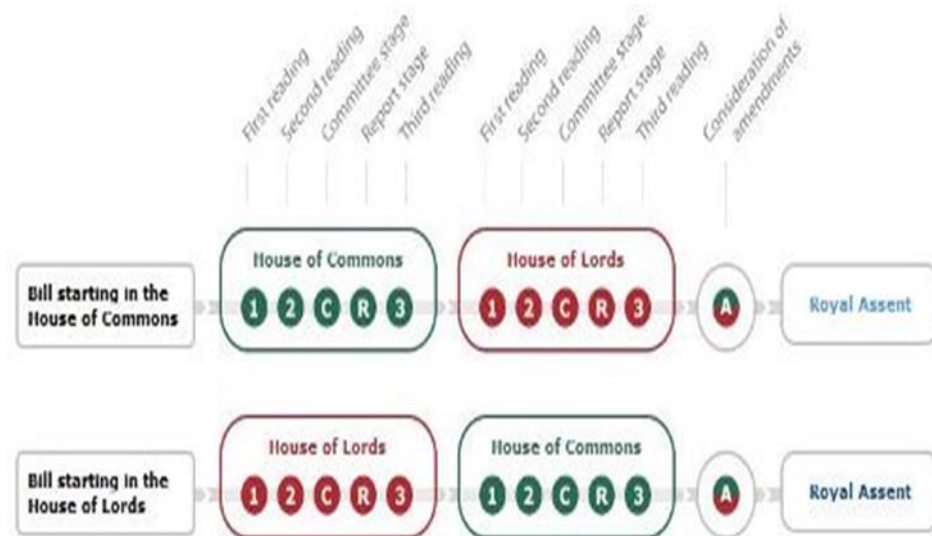 First reading
Second reading
Committee stage
Report stage
Third reading
First reading
Second reading
Committee stage
Report stage
Third reading
Consideration of
amendments
Bill starting in the
House of Commons
House of Commons
1 2 C R 3
House of Lords
1 2 C R 3
A
Royal Assent
Bill starting in the
House of Lords
House of Lords
1 2 C R 3
House of Commons
1 2 C R 3
A
Royal Assent